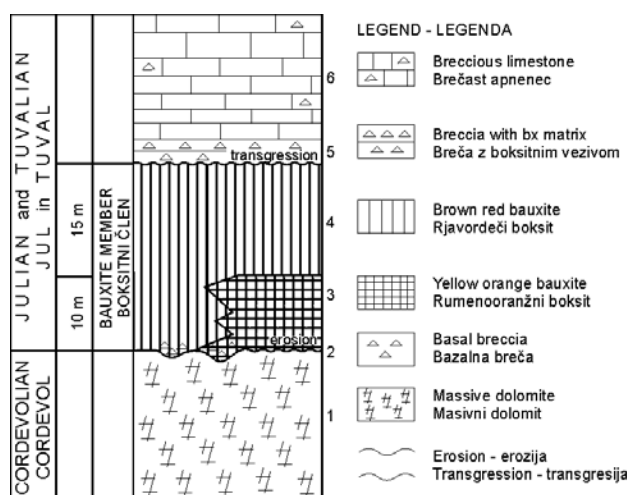 JULIAN and TUVALIAN
JUL in TUVAL
CORDEVOLIAN
CORDEVOL
15 m
10 m
BAUXITE MEMBER
BOKSITNI ČLEN
transgression
erosion
6
5
4
3
2
1
LEGEND - LEGENDA
Breccious limestone
Brečast apnenec
Breccia with bx matrix
Breča z boksitnim vezivom
Brown red bauxite
Rjavordeči boksit
Yellow orange bauxite
Rumenooranžni boksit
Basal breccia
Bazalna breča
Massive dolomite
Masivni dolomit
Erosion - erozija
Transgression - transgresija